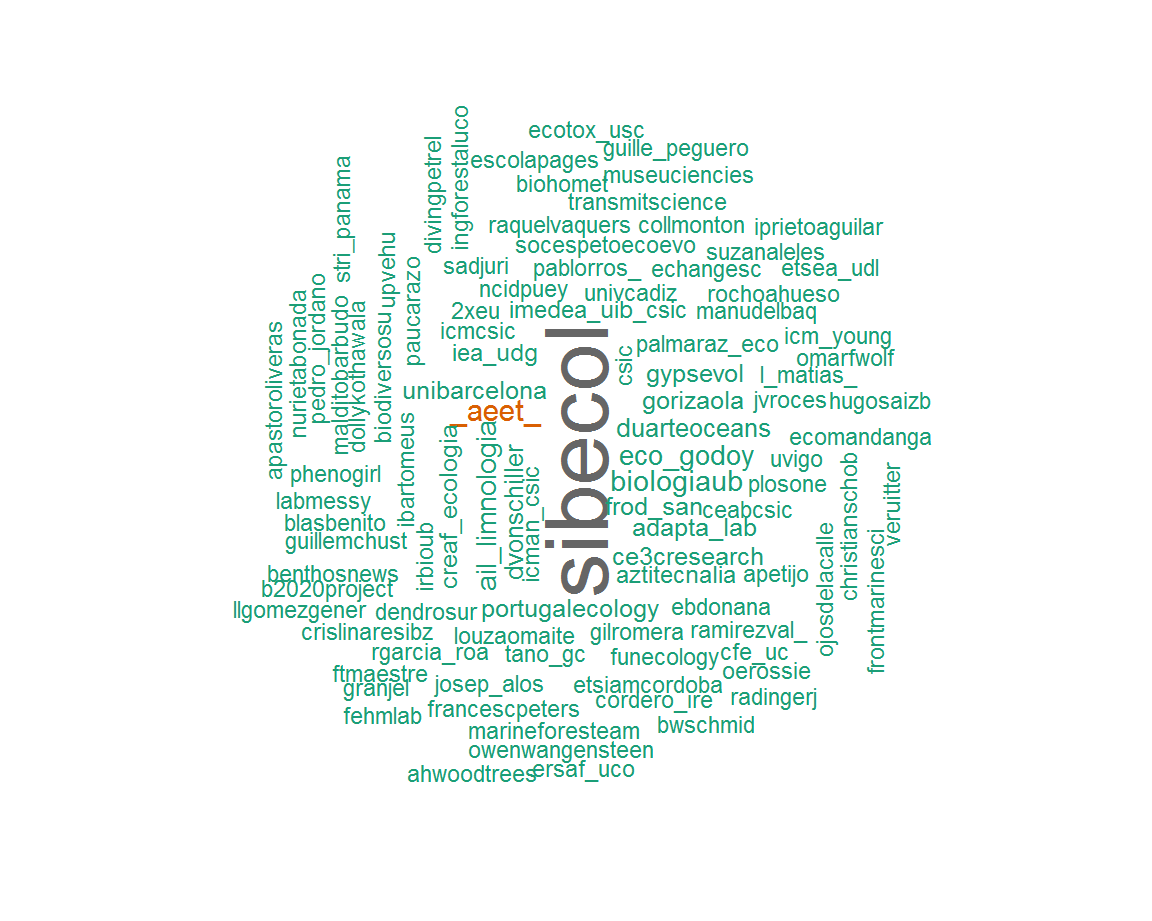 ecotox_usc
guille_peguero
escolapages
museuciencies
biohomet
transmitscience
divingpetrel
ingforestaluco
stri_panama
raquelvaquers
collmonton
iprietoaguilar
socespetoecoevo
suzanaleles
sadjuri
pablorros_
echangesc
etsea_udl
ncidpuey
univcadiz
rochoahueso
2xeu
imedea_uib_csic
manudelbaq
upvehu
biodiversosu
paucarazo
pedro_jordano
nurietabonada
malditobarbudo
dollykothawala
apastoroliveras
icmcsic
iea_udg
sibecol
csic
palmaraz_eco
icm_young
omarfwolf
gypsevol
l_matias_
unibarcelona
_aeet_
gorizaola
jvroces
hugosaizb
duarteoceans
ecomandanga
eco_godoy
uvigo
biologiaub
plosone
phenogirl
labmessy
blasbenito
guillemchust
ibartomeus
creaf_ecologia
ail_limnologia
dvonschiller
icman_csic
irbioub
frod_san
ceabcsic
adapta_lab
christianschob
veruitter
ojosdelacalle
frontmarinesci
ce3cresearch
aztitecnalia
apetijo
benthosnews
b2020project
llgomezgener
dendrosur
portugalecology
ebdonana
crislinaresibz
louzaomaite
gilromera
ramirezval_
rgarcia_roa
tano_gc
funecology
cfe_uc
oerossie
ftmaestre
granjel
josep_alos
etsiamcordoba
cordero_ire
radingerj
fehmlab
francescpeters
bwschmid
marineforesteam
owenwangensteen
ahwoodtrees
ersaf_uco